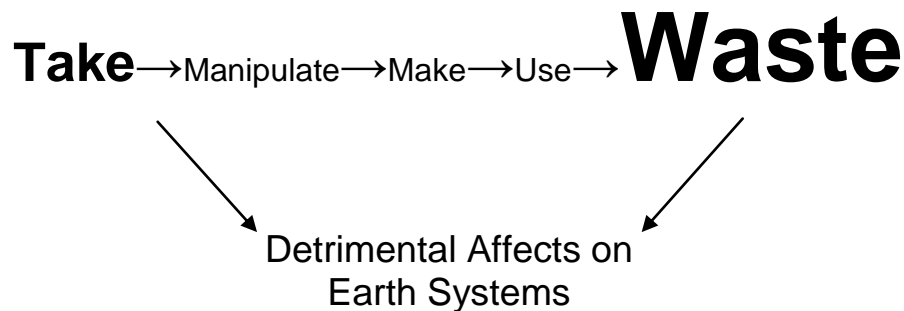 Take→Manipulate→Make→Use→Waste
Detrimental Affects on
Earth Systems